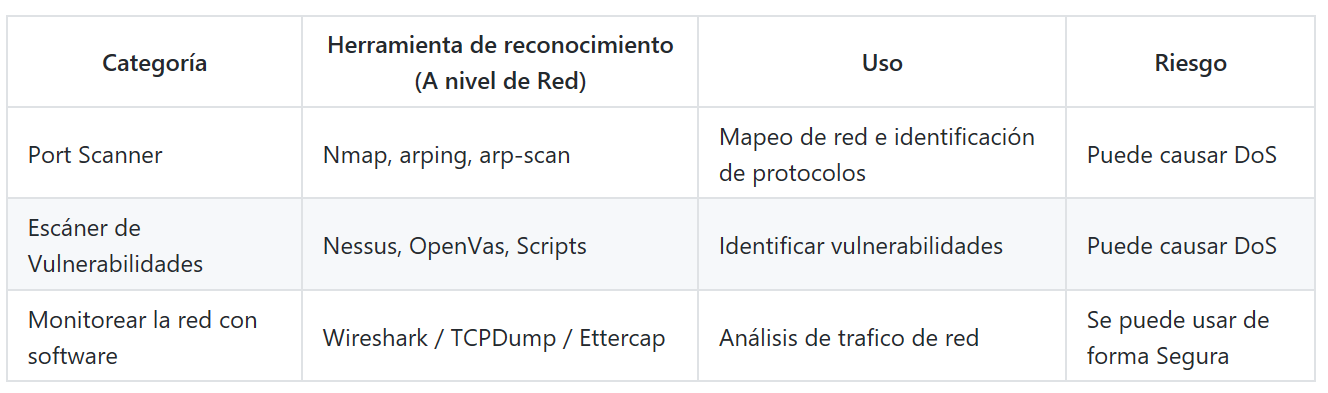 Categoría
Herramienta de reconocimiento
(A nivel de Red)
Uso
Riesgo
Port Scanner
Nmap, arping, arp-scan
Mapeo de red e identificación
de protocolos
Puede causar DoS
Escáner de
Vulnerabilidades
Nessus, OpenVas, Scripts
Identificar vulnerabilidades
Puede causar DoS
Monitorear la red con
software
Wireshark / TCPDump / Ettercap
Análisis de trafico de red
Se puede usar de
forma Segura